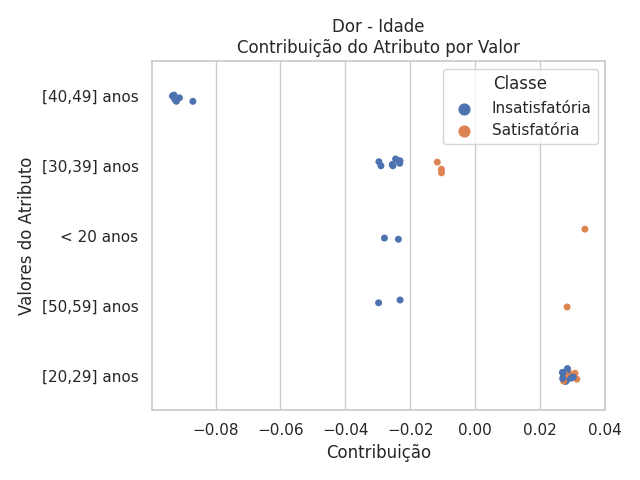 Dor - Idade
Contribuição do Atributo por Valor
Classe
Insatisfatória
Satisfatória
Valores do Atributo
[40,49] anos
[30,39] anos
< 20 anos
[50,59] anos
[20,29] anos
−0.08 −0.06 −0.04 −0.02 0.00 0.02 0.04
Contribuição